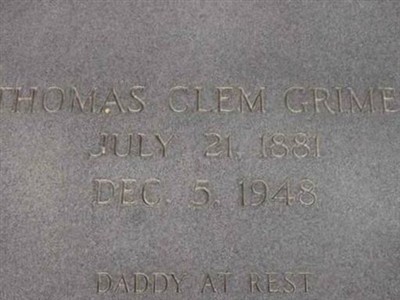 THOMAS CLEM GRIME
JULY 21, 1881
DEC. 5, 1948
DADDY AT REST